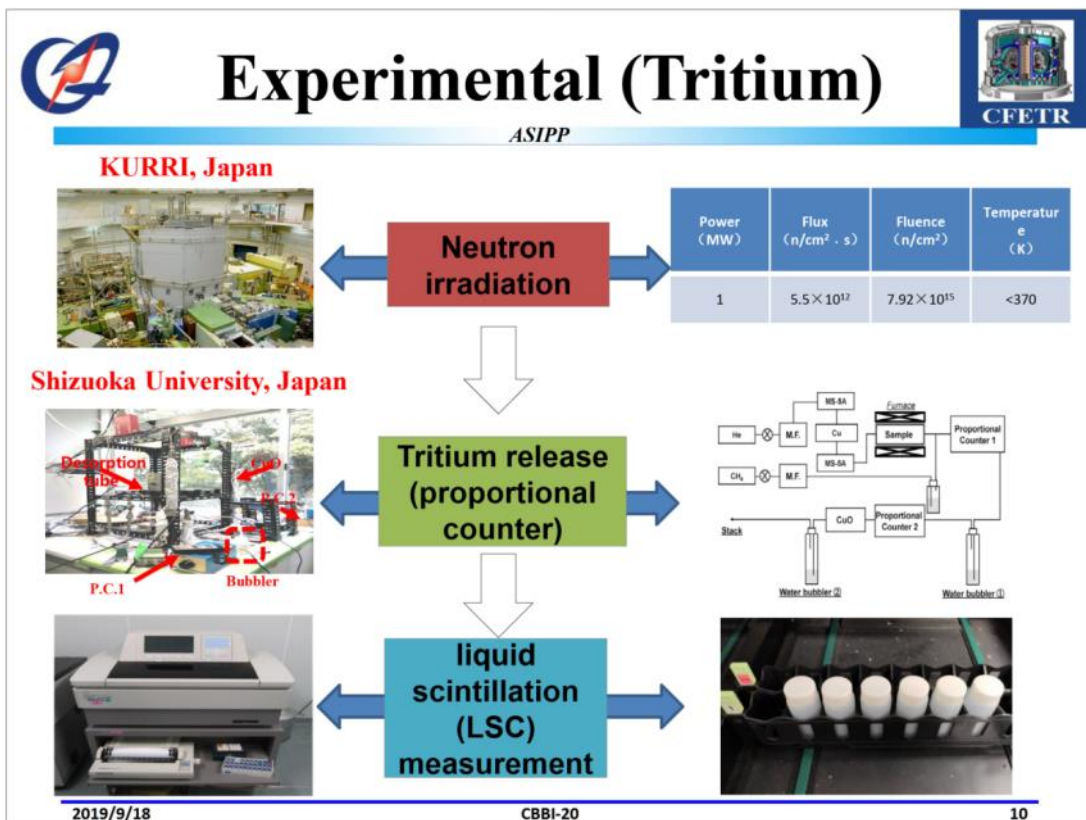 Experimental (Tritium)
CFETR
ASIPP
KURRI, Japan
Neutron
irradiation
Power
(MW)
Flux
(n/cm²·s)
Fluence
(n/cm²)
Temperatur
e
(K)
1
5.5×10¹²
7.92×10¹⁵
<370
Shizuoka University, Japan
Desorption
tube
CuO
P.C.2
P.C.1
Bubbler
Tritium release
(proportional
counter)
MS-5A
Furnace
He
M.F.
Cu
Sample
Proportional
Counter 1
MS-5A
CH₄
M.F.
CuO
Proportional
Counter 2
Stack
Water bubbler ②
Water bubbler ①
liquid
scintillation
(LSC)
measurement
2019/9/18
CBBI-20
10